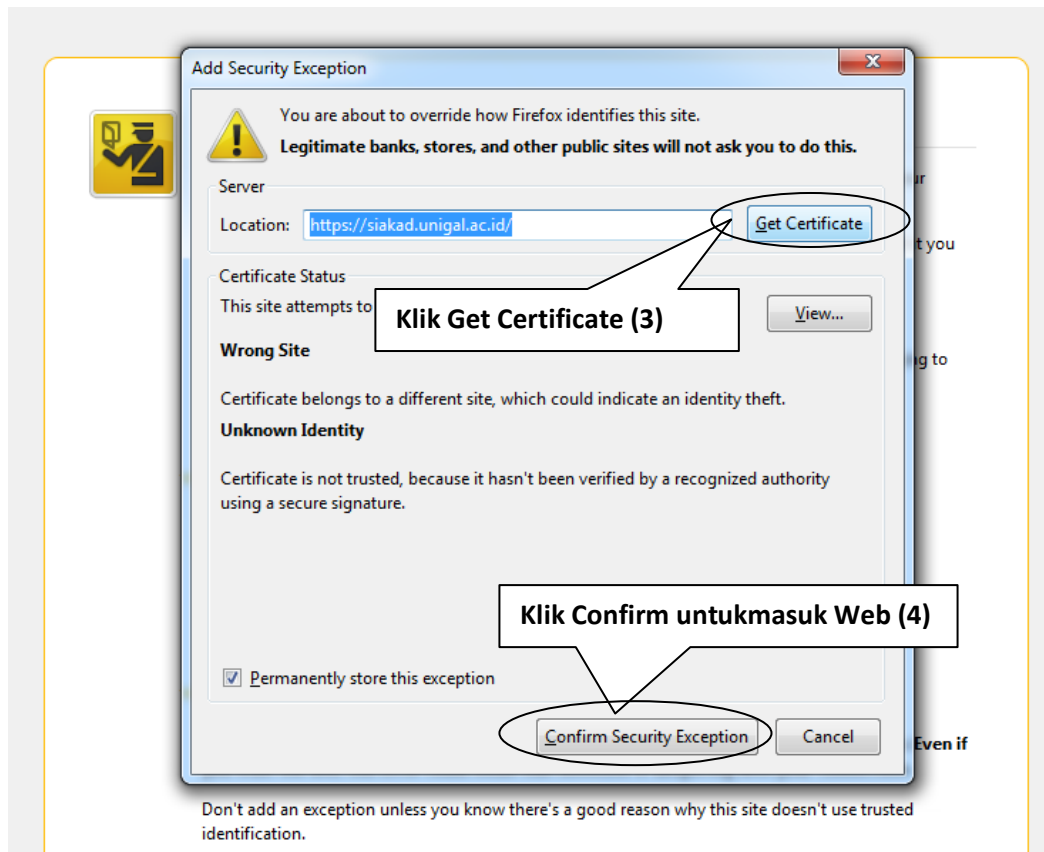 Add Security Exception
You are about to override how Firefox identifies this site.
Legitimate banks, stores, and other public sites will not ask you to do this.
Server
Location: https://siakad.unigal.ac.id/ Get Certificate
t you
Certificate Status
This site attempts to
Klik Get Certificate (3)
View...
Wrong Site
g to
Certificate belongs to a different site, which could indicate an identity theft.
Unknown Identity
Certificate is not trusted, because it hasn't been verified by a recognized authority
using a secure signature.
Klik Confirm untukmasuk Web (4)
Permanently store this exception
Confirm Security Exception Cancel
Even if
Don't add an exception unless you know there's a good reason why this site doesn't use trusted
identification.